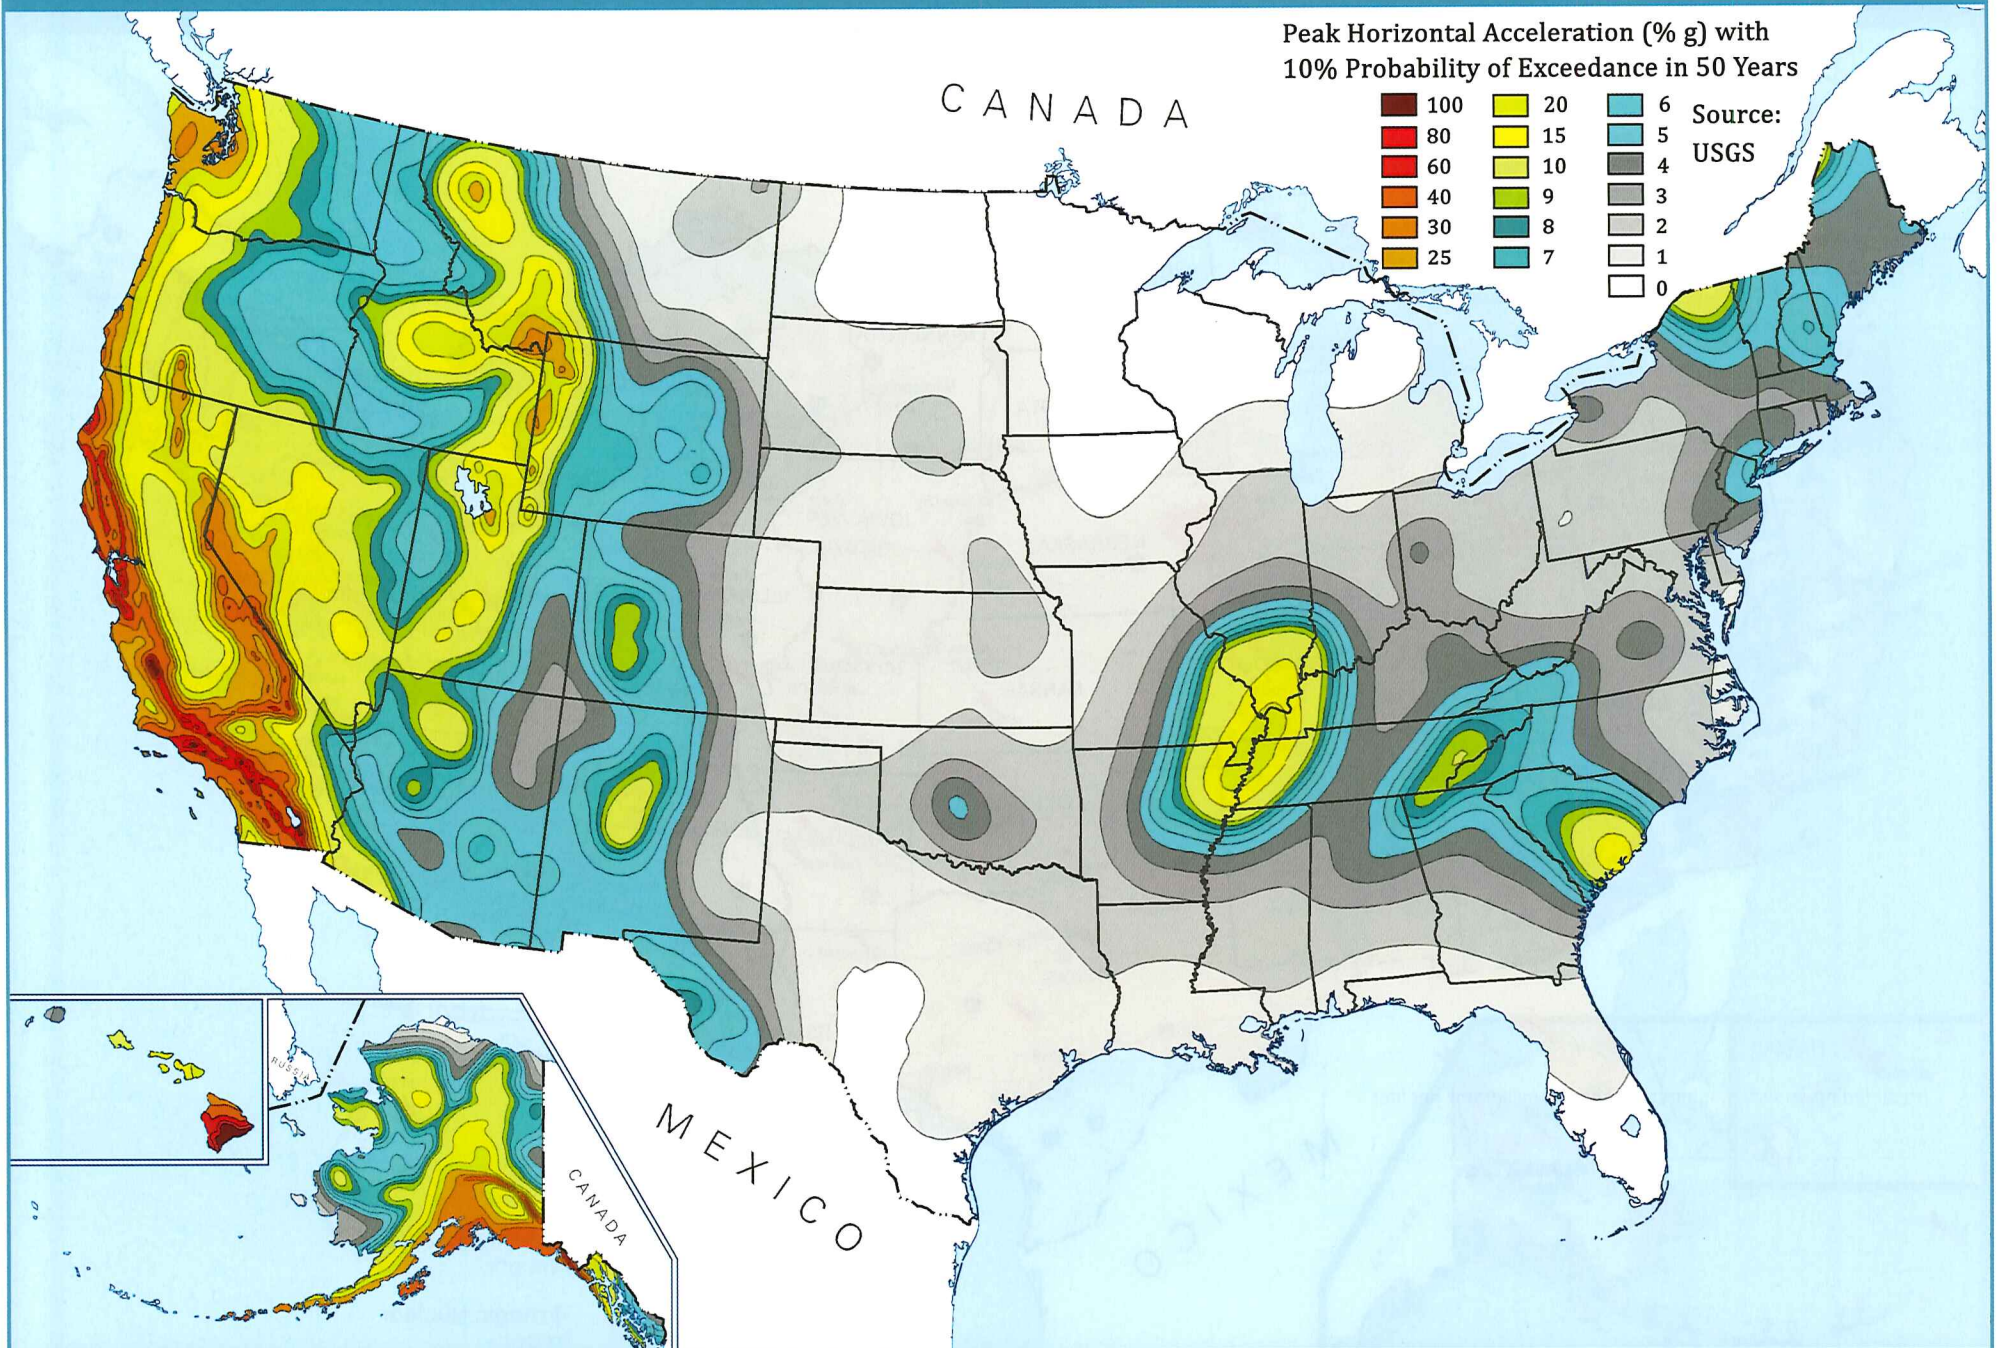 Peak Horizontal Acceleration (% g) with
10% Probability of Exceedance in 50 Years
100 20 6 Source:
80 15 5 USGS
60 10 4
40 9 3
30 8 2
25 7 1
0
CANADA
RUSSIA
CANADA
MEXICO